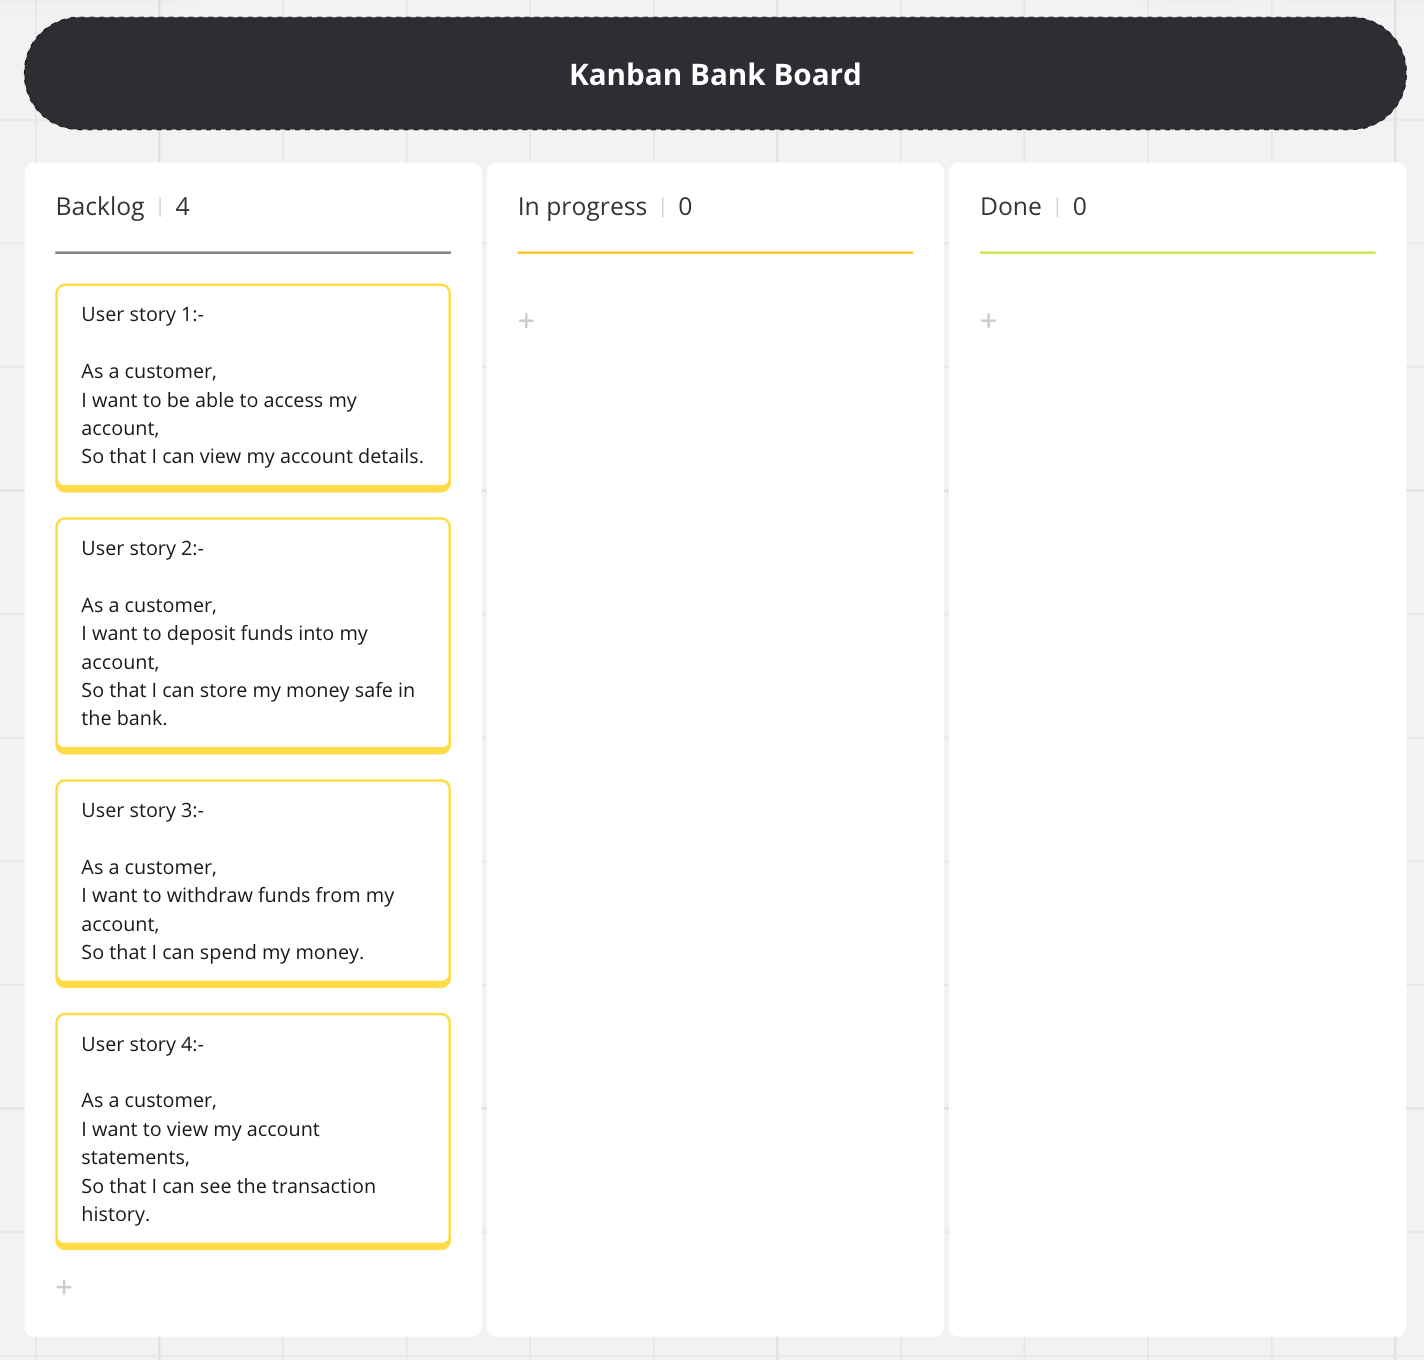 Kanban Bank Board
Backlog | 4
In progress | 0
Done | 0
User story 1:-
As a customer,
I want to be able to access my
account,
So that I can view my account details.
User story 2:-
As a customer,
I want to deposit funds into my
account,
So that I can store my money safe in
the bank.
User story 3:-
As a customer,
I want to withdraw funds from my
account,
So that I can spend my money.
User story 4:-
As a customer,
I want to view my account
statements,
So that I can see the transaction
history.
+
+
+